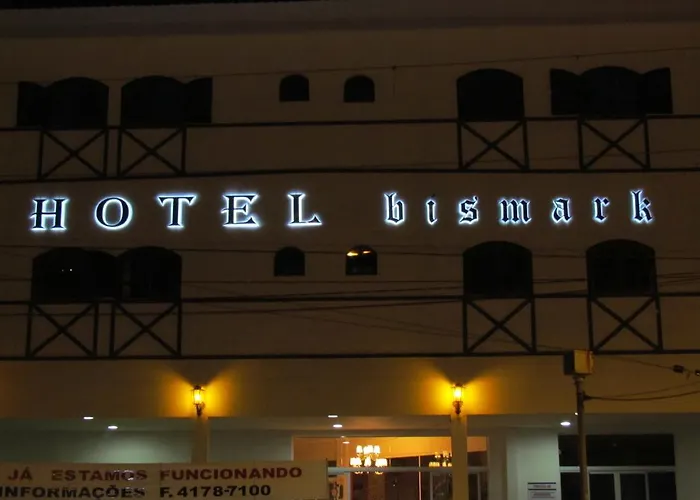 HOTEL bismark
JÁ ESTAMOS FUNCIONANDO
INFORMAÇÕES F. 4178-7100